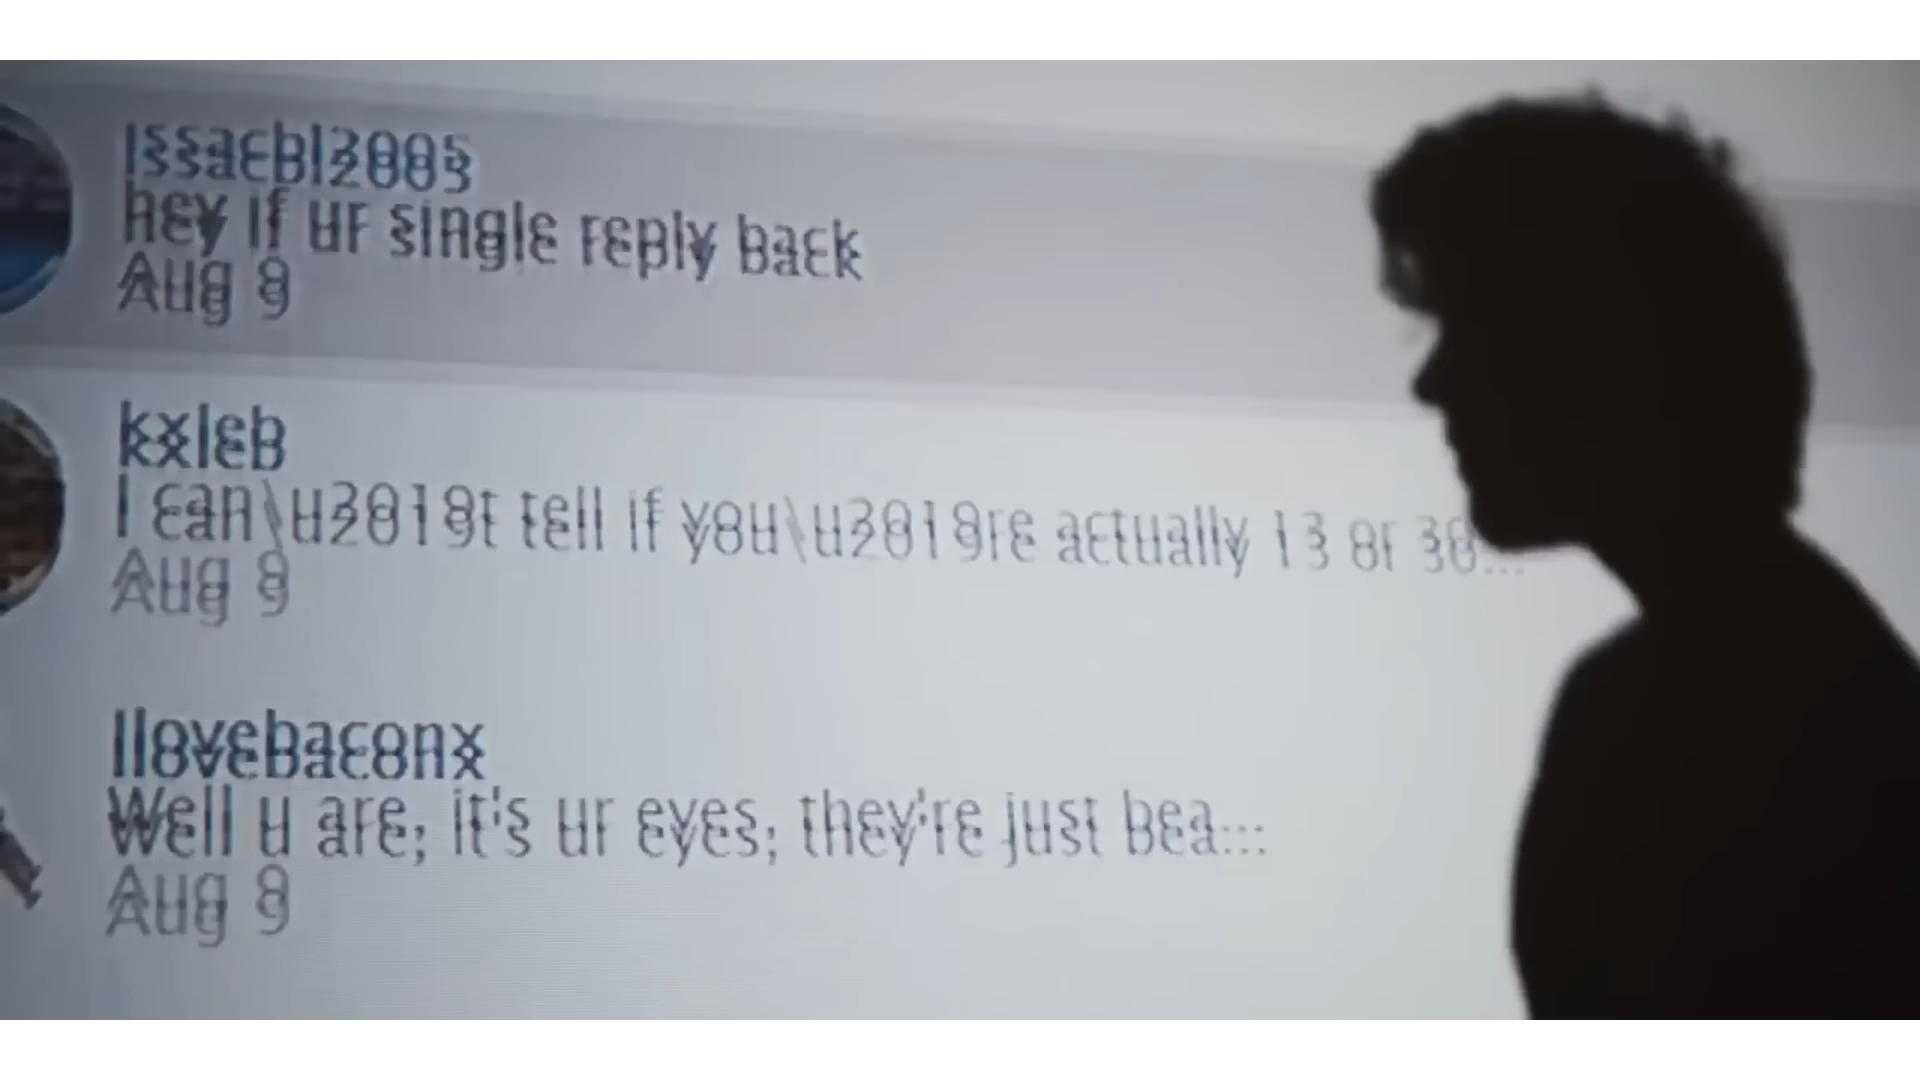 issacbl2005
hey if ur single reply back
Aug 9
kxleb
I can\u2019t tell if you\u2019re actually 13 or 30...
Aug 9
Ilovebaconx
Well u are, it's ur eyes, they're just bea...
Aug 9